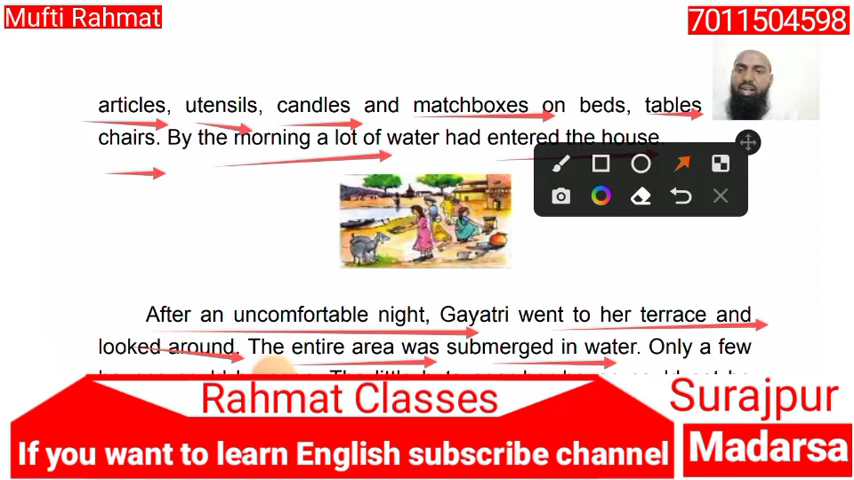 Mufti Rahmat
7011504598
articles, utensils, candles and matchboxes on beds, tables
chairs. By the morning a lot of water had entered the house.
After an uncomfortable night, Gayatri went to her terrace and
looked around. The entire area was submerged in water. Only a few
Rahmat Classes
Surajpur
If you want to learn English subscribe channel
Madarsa